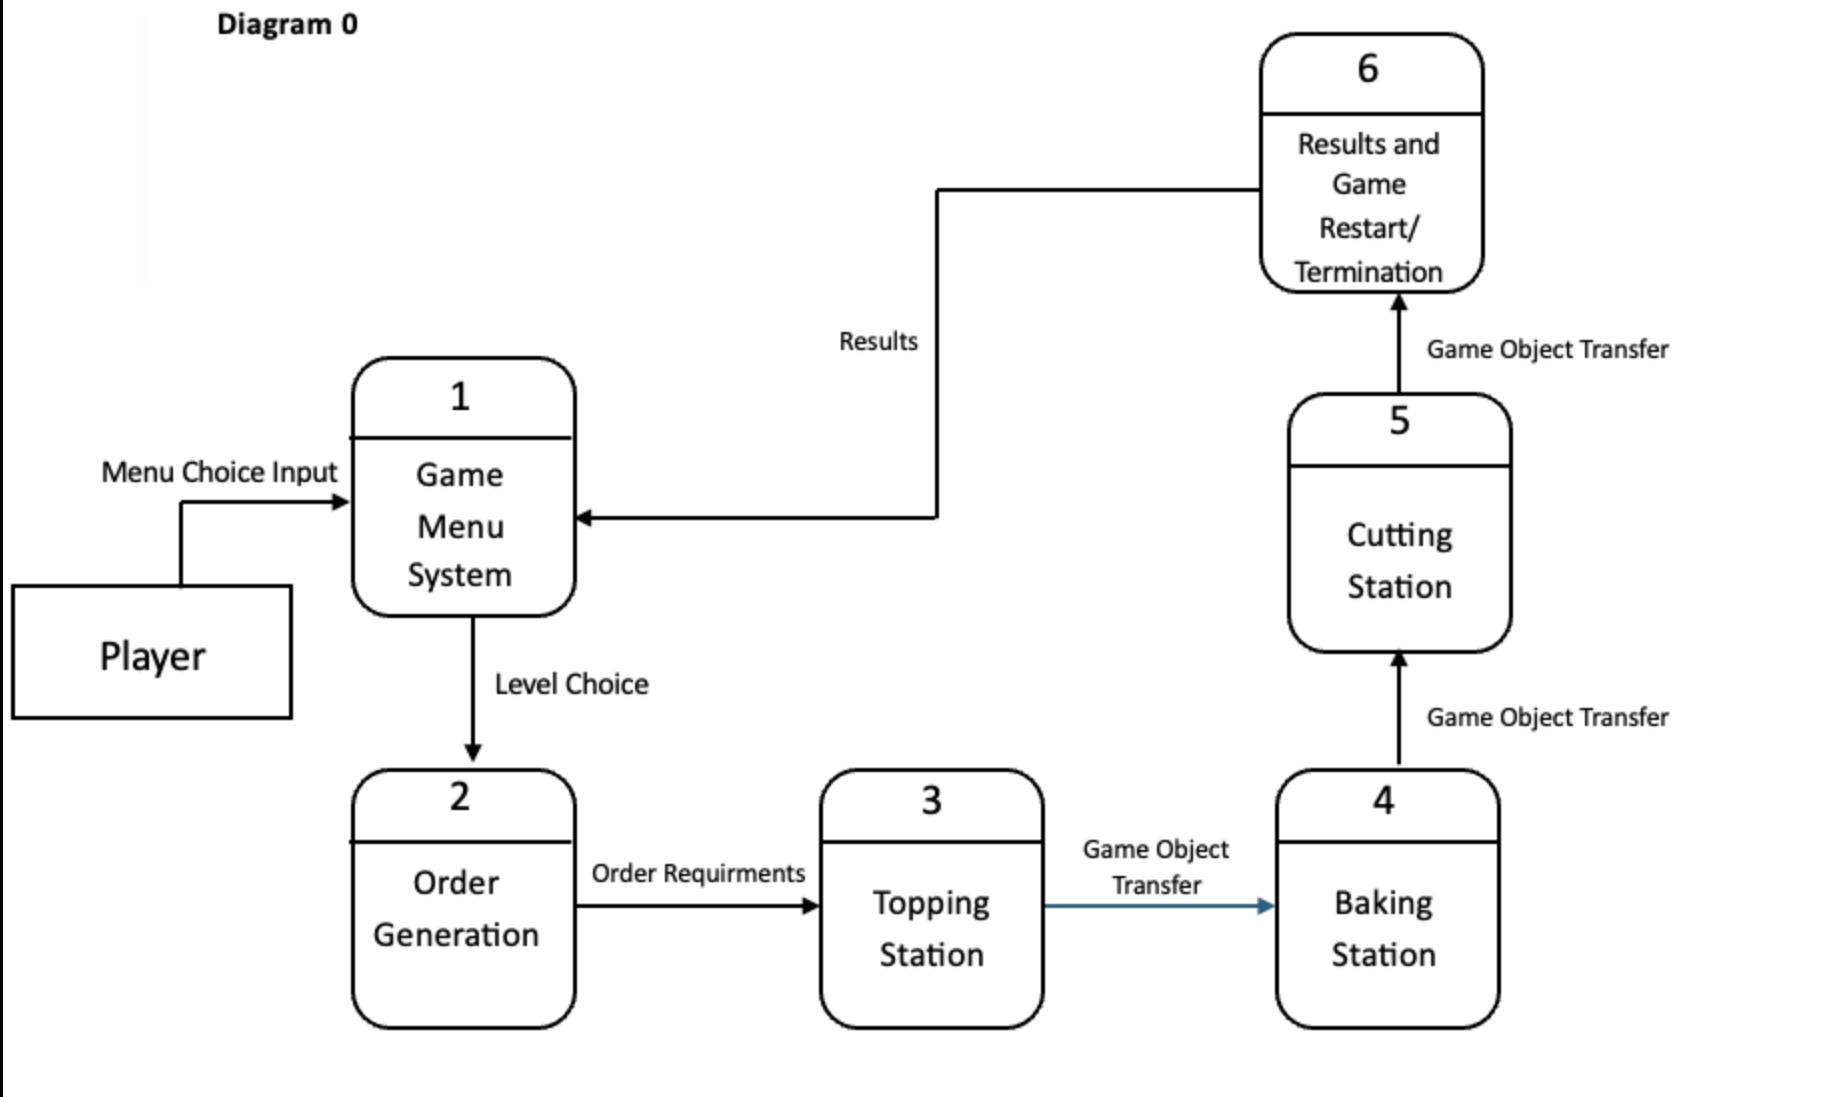 Diagram 0
6
Results and
Game
Restart/
Termination
Results
Game Object Transfer
1
Game
Menu
System
Menu Choice Input
5
Cutting
Station
Player
Level Choice
Game Object Transfer
2
Order
Generation
Order Requirments
3
Topping
Station
Game Object
Transfer
4
Baking
Station